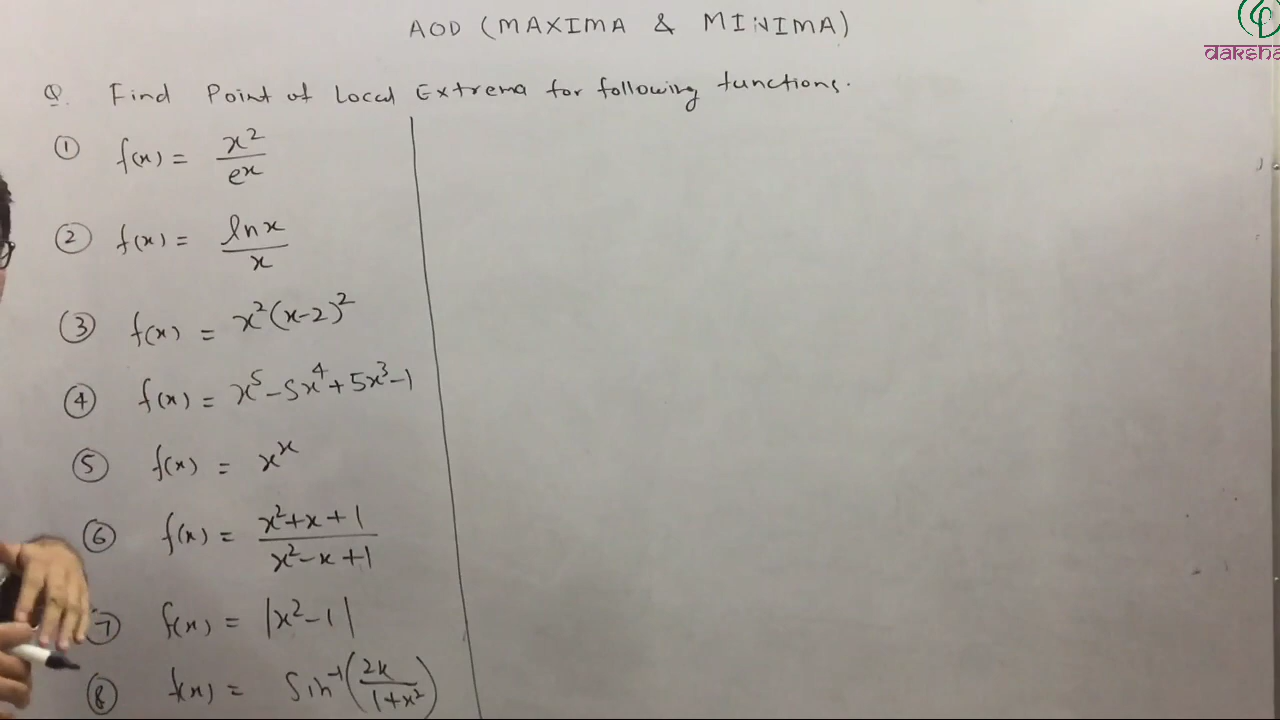 AOD (MAXIMA & MINIMA)
daksha
Q. Find Point of Local Extrema for following functions.
① f(x) = x²/eˣ
② f(x) = ln x/x
③ f(x) = x²(x-2)²
④ f(x) = x⁵-5x⁴+5x³-1
⑤ f(x) = xˣ
⑥ f(x) = x²+x+1/x²-x+1
⑦ f(x) = |x²-1|
⑧ f(x) = Sin⁻¹(2x/1+x²)